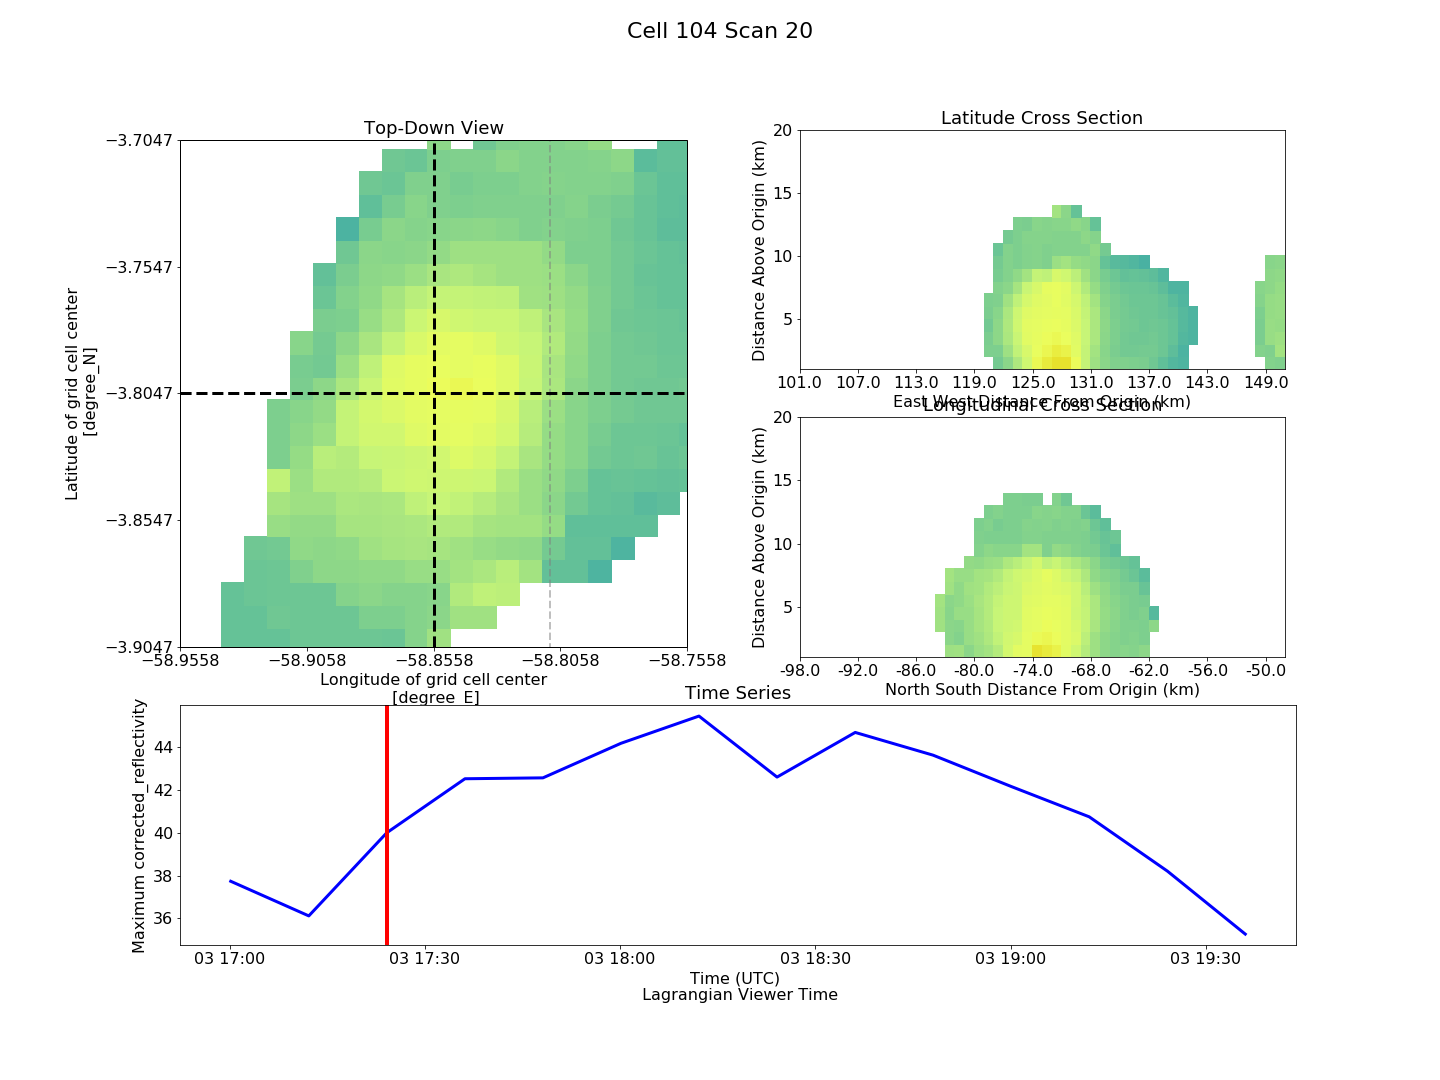 Cell 104 Scan 20
Top-Down View
−3.7047
−3.7547
−3.8047
−3.8547
−3.9047
Latitude of grid cell center
[degree_N]
−58.9558 −58.9058 −58.8558 −58.8058 −58.7558
Longitude of grid cell center
[degree_E]
Latitude Cross Section
20
15
10
5
Distance Above Origin (km)
101.0 107.0 113.0 119.0 125.0 131.0 137.0 143.0 149.0
East West Distance From Origin (km)
Longitudinal Cross Section
20
15
10
5
Distance Above Origin (km)
-98.0 -92.0 -86.0 -80.0 -74.0 -68.0 -62.0 -56.0 -50.0
North South Distance From Origin (km)
Time Series
44
42
40
38
36
Maximum corrected_reflectivity
03 17:00 03 17:30 03 18:00 03 18:30 03 19:00 03 19:30
Time (UTC)
Lagrangian Viewer Time